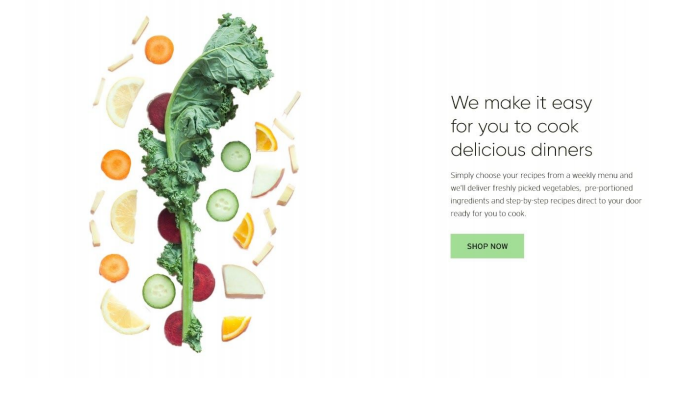 We make it easy
for you to cook
delicious dinners
Simply choose your recipes from a weekly menu and
we'll deliver freshly picked vegetables, pre-portioned
ingredients and step-by-step recipes direct to your door
ready for you to cook.
SHOP NOW